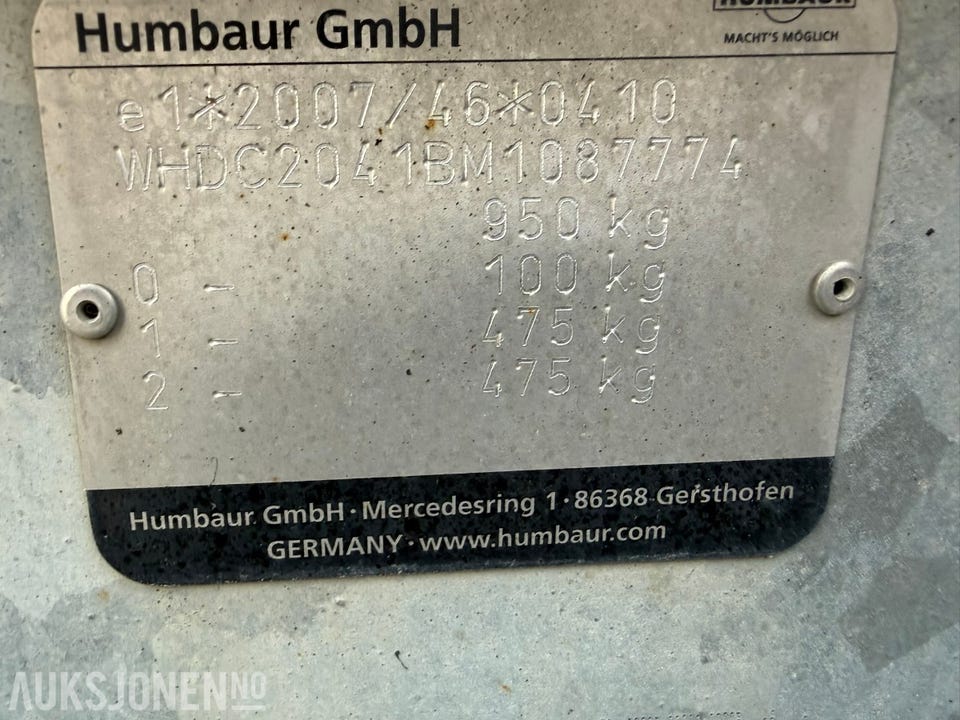 Humbaur GmbH
HUMBAUR
MACHT'S MÖGLICH
e1*2007/46*0410
WHDC2041BM1087774
950 kg
0 - 100 kg
1 - 475 kg
2 - 475 kg
Humbaur GmbH · Mercedesring 1 · 86368 Gersthofen
GERMANY · www.humbaur.com
AUKSJONEN.NO